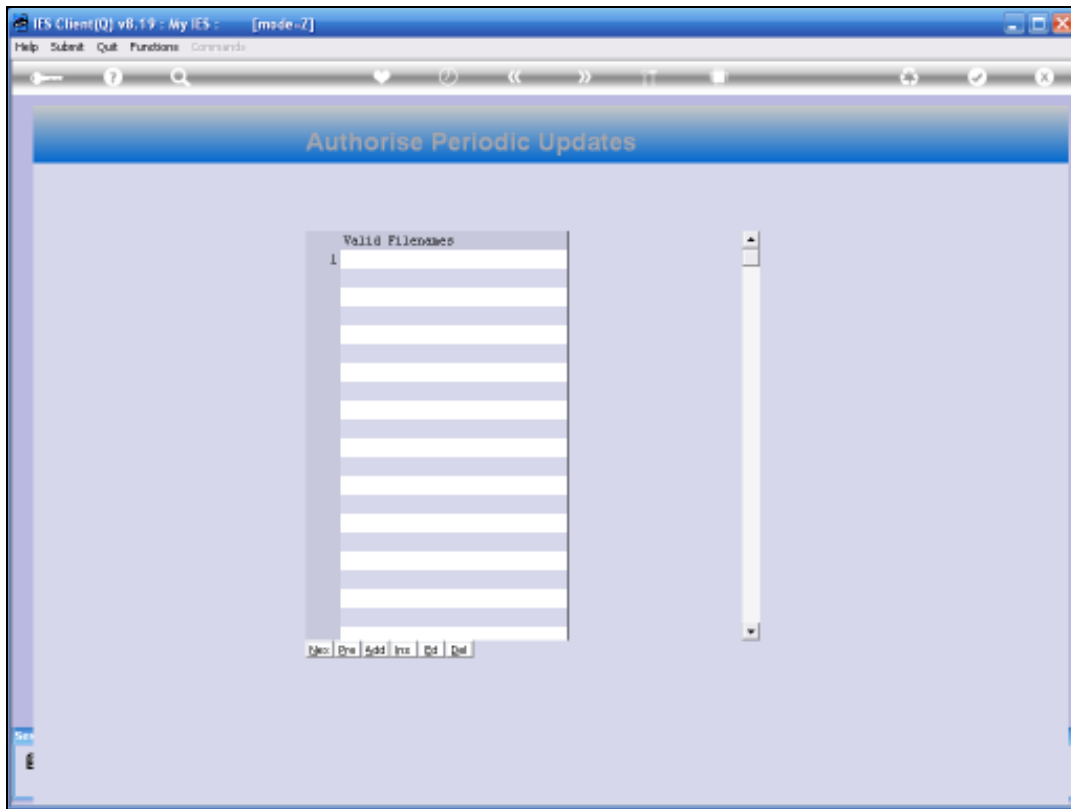 IES Client(Q) v8.19 : My IES : [mode=Z]
Help Submit Quit Functions Commands
Authorise Periodic Updates
Valid Filenames
1
Nex Pre Add Ins Ed Del